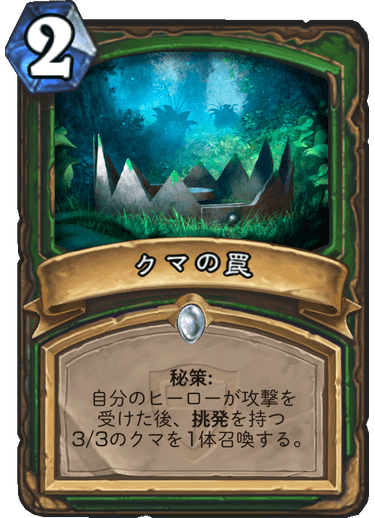 2
クマの罠
秘策:
自分のヒーローが攻撃を
受けた後、挑発を持つ
3/3のクマを1体召喚する。